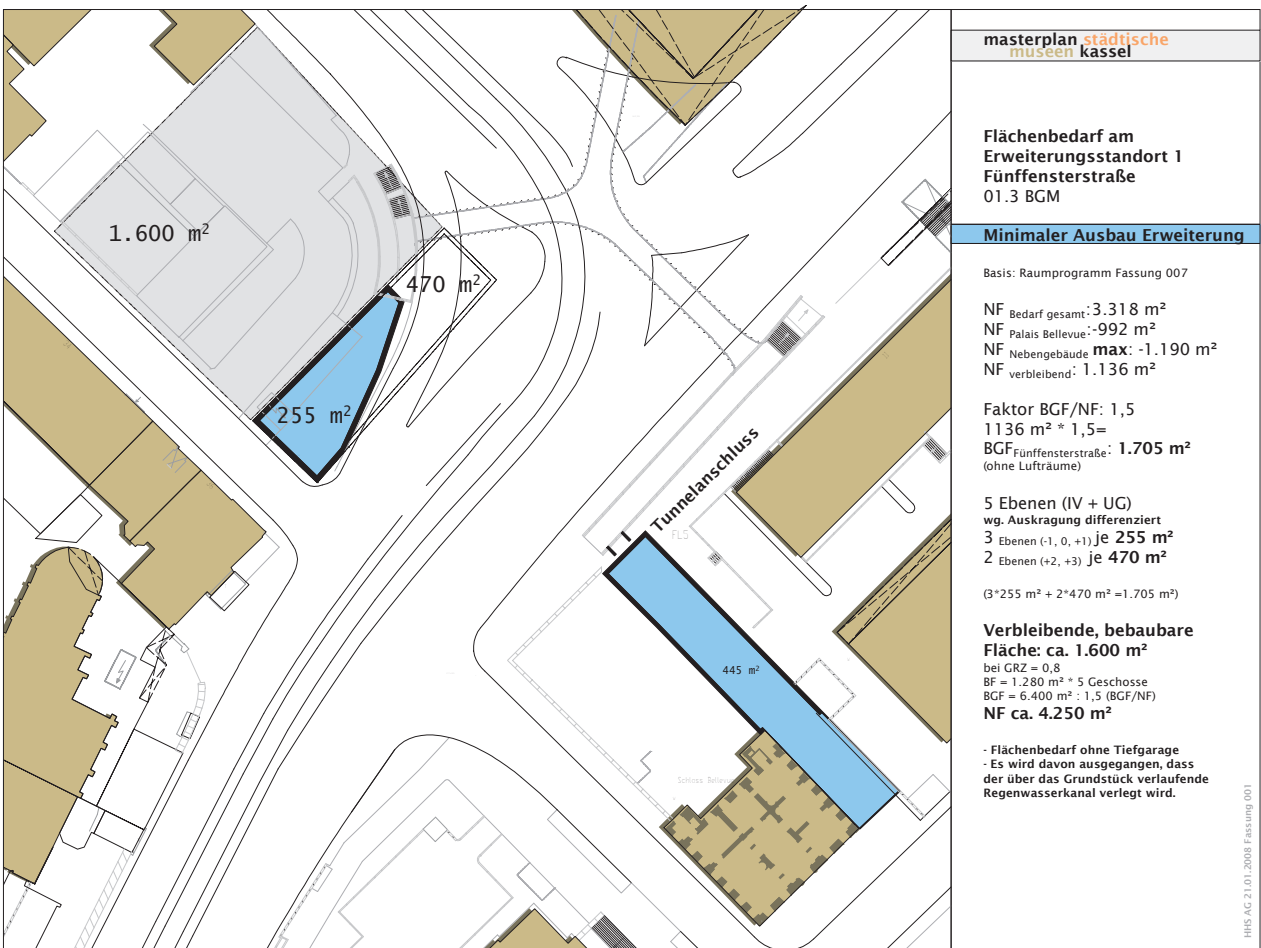 1.600 m²
470 m²
255 m²
Tunnelanschluss
FLS
445 m²
masterplan städtische
museen kassel
Flächenbedarf am
Erweiterungsstandort 1
Fünffensterstraße
01.3 BGM
Minimaler Ausbau Erweiterung
Basis: Raumprogramm Fassung 007
NF Bedarf gesamt: 3.318 m²
NF Palais Bellevue: -992 m²
NF Nebengebäude max: -1.190 m²
NF verbleibend: 1.136 m²
Faktor BGF/NF: 1,5
1136 m² * 1,5=
BGF Fünffensterstraße: 1.705 m²
(ohne Lufträume)
5 Ebenen (IV + UG)
wg. Auskragung differenziert
3 Ebenen (-1, 0, +1) je 255 m²
2 Ebenen (+2, +3) je 470 m²
(3*255 m² + 2*470 m² =1.705 m²)
Verbleibende, bebaubare
Fläche: ca. 1.600 m²
bei GRZ = 0,8
BF = 1.280 m² * 5 Geschosse
BGF = 6.400 m² : 1,5 (BGF/NF)
NF ca. 4.250 m²
- Flächenbedarf ohne Tiefgarage
- Es wird davon ausgegangen, dass
der über das Grundstück verlaufende
Regenwasserkanal verlegt wird.
HHS AG 21.01.2008 Fassung 001
Schloss